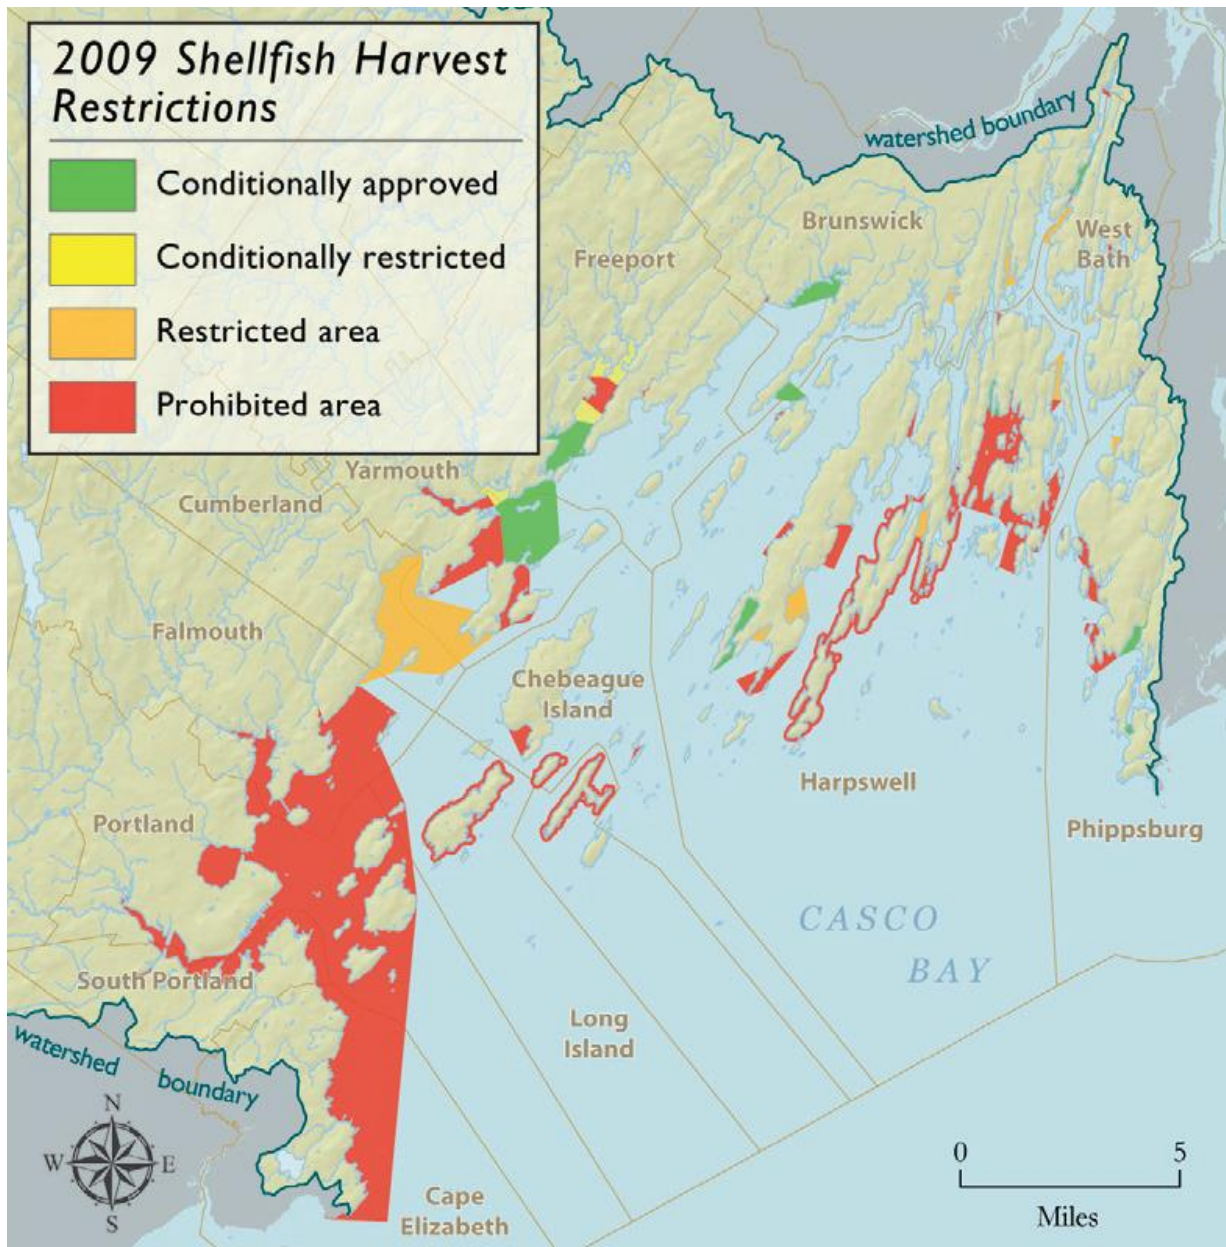 2009 Shellfish Harvest
Restrictions
Conditionally approved
Conditionally restricted
Restricted area
Prohibited area
watershed boundary
Brunswick
West
Bath
Freeport
Yarmouth
Cumberland
Falmouth
Chebeague
Island
Harpswell
Portland
Phippsburg
CASCO
BAY
South Portland
Long
Island
watershed boundary
N
W E
S
Cape
Elizabeth
0 5
Miles